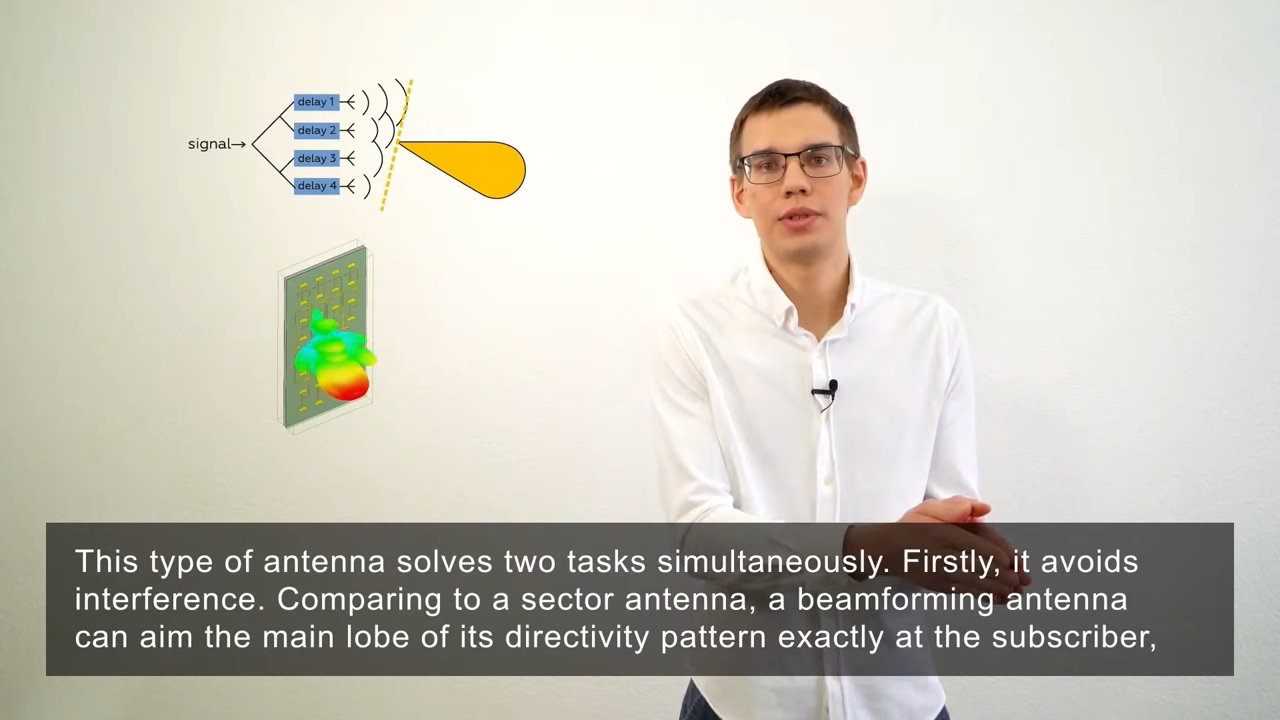 delay 1
delay 2
signal→
delay 3
delay 4
This type of antenna solves two tasks simultaneously. Firstly, it avoids
interference. Comparing to a sector antenna, a beamforming antenna
can aim the main lobe of its directivity pattern exactly at the subscriber,